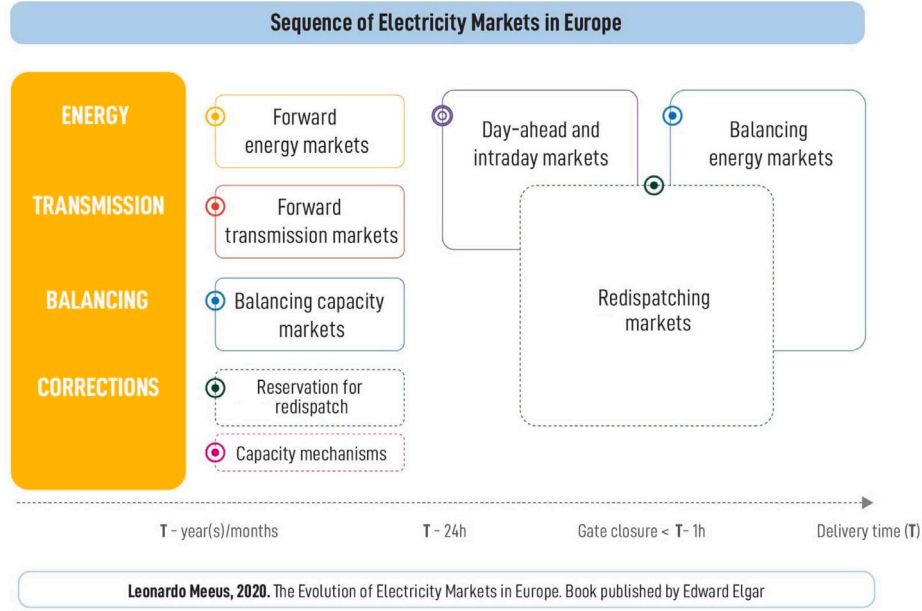 Sequence of Electricity Markets in Europe
ENERGY
Forward
energy markets
Day-ahead and
intraday markets
Balancing
energy markets
TRANSMISSION
Forward
transmission markets
BALANCING
Balancing capacity
markets
Redispatching
markets
CORRECTIONS
Reservation for
redispatch
Capacity mechanisms
T - year(s)/months
T - 24h
Gate closure < T- 1h
Delivery time (T)
Leonardo Meeus, 2020. The Evolution of Electricity Markets in Europe. Book published by Edward Elgar